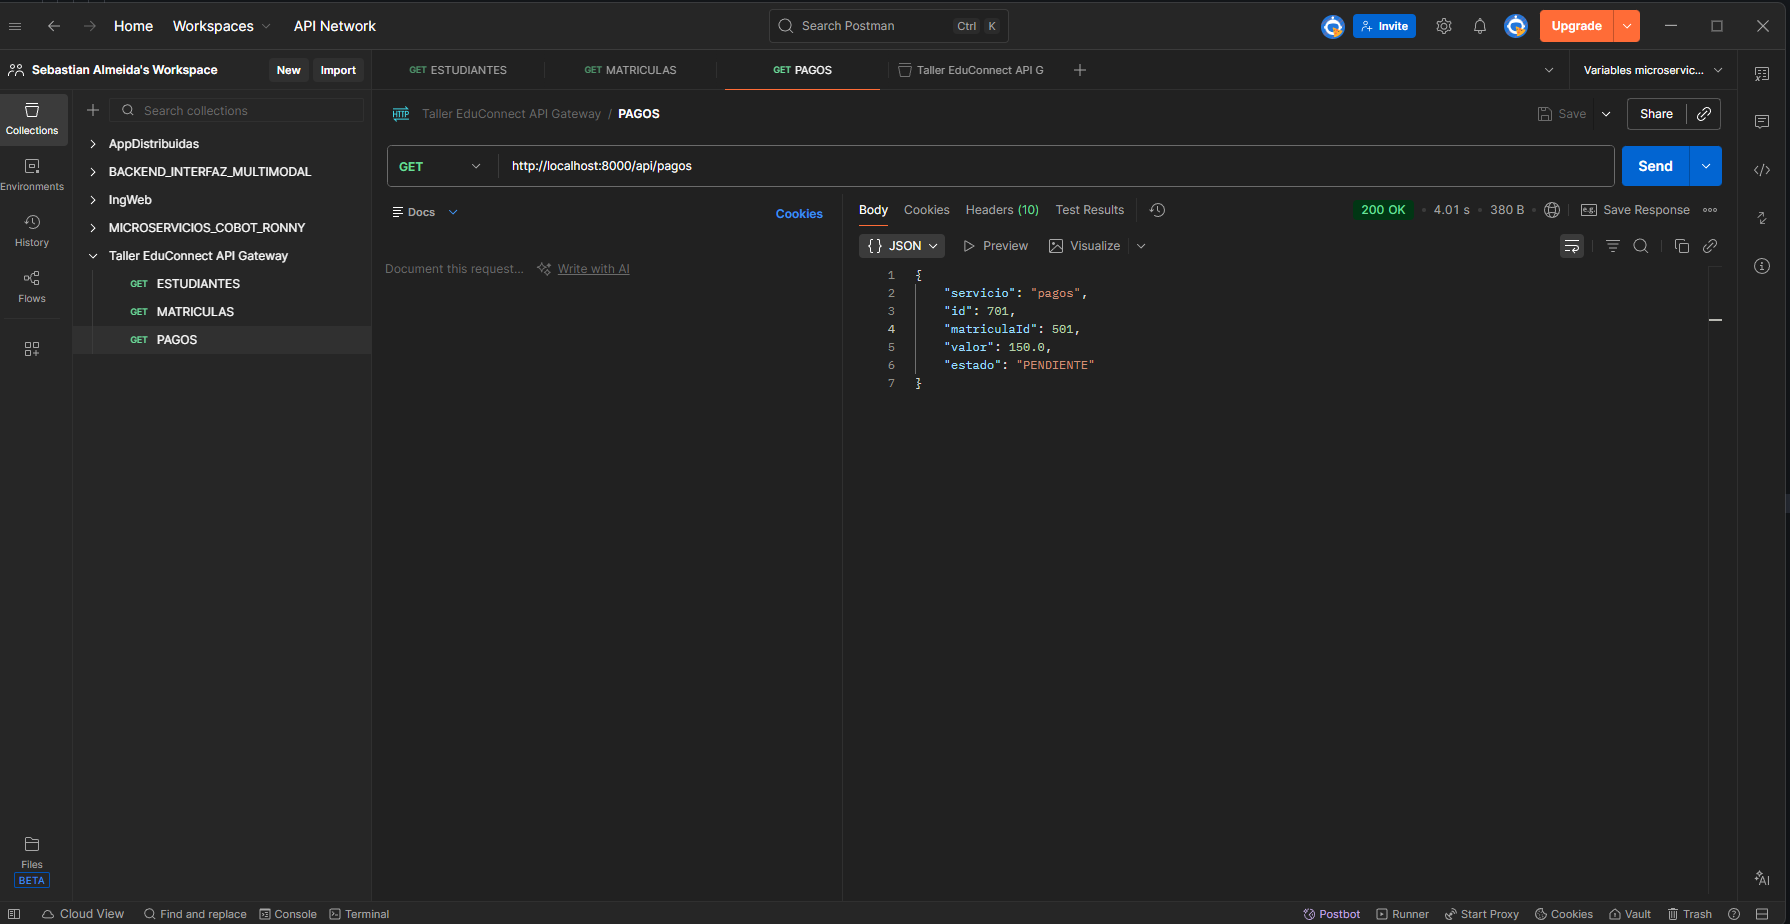 Home Workspaces API Network Search Postman Ctrl K Invite Upgrade
Sebastian Almeida's Workspace New Import GET ESTUDIANTES GET MATRICULAS GET PAGOS Taller EduConnect API G Variables microservic...
Collections
Environments
History
Flows
Files
BETA
Search collections
AppDistribuidas
BACKEND_INTERFAZ_MULTIMODAL
IngWeb
MICROSERVICIOS_COBOT_RONNY
Taller EduConnect API Gateway
GET ESTUDIANTES
GET MATRICULAS
GET PAGOS
HTTP Taller EduConnect API Gateway / PAGOS Save Share
GET http://localhost:8000/api/pagos Send
Docs Cookies
Document this request... Write with AI
Body Cookies Headers (10) Test Results 200 OK 4.01 s 380 B e.g. Save Response
{} JSON Preview Visualize
1 {
2 "servicio": "pagos",
3 "id": 701,
4 "matriculaId": 501,
5 "valor": 150.0,
6 "estado": "PENDIENTE"
7 }
AI
Cloud View Find and replace Console Terminal Postbot Runner Start Proxy Cookies Vault Trash